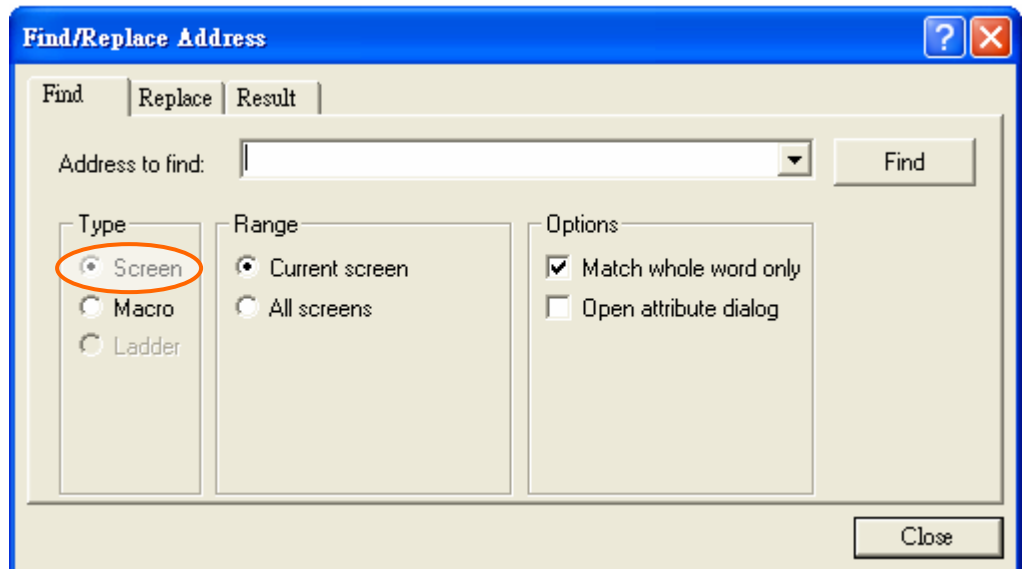 Find/Replace Address
Find Replace Result
Address to find: Find
Type Range Options
Screen Current screen Match whole word only
Macro All screens Open attribute dialog
Ladder
Close